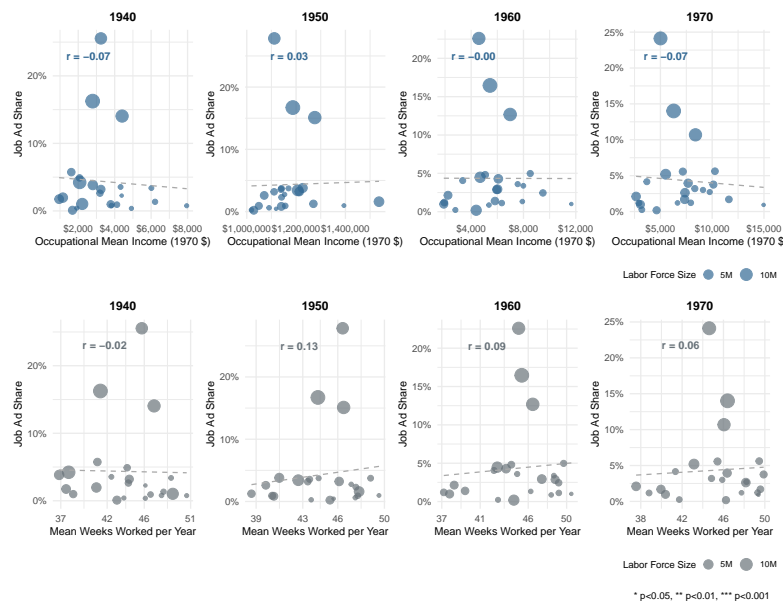 1940
1950
1960
1970
Job Ad Share
r = −0.07
20%
10%
0%
$2,000 $4,000 $6,000 $8,000
Occupational Mean Income (1970 $)
Job Ad Share
r = 0.03
20%
10%
0%
$1,000,000 $1,200,000 $1,400,000
Occupational Mean Income (1970 $)
Job Ad Share
r = −0.00
20%
15%
10%
5%
0%
$4,000 $8,000 $12,000
Occupational Mean Income (1970 $)
Job Ad Share
r = −0.07
25%
20%
15%
10%
5%
0%
$5,000 $10,000 $15,000
Occupational Mean Income (1970 $)
Labor Force Size 5M 10M
1940
1950
1960
1970
Job Ad Share
r = −0.02
20%
10%
0%
37 42 46 51
Mean Weeks Worked per Year
Job Ad Share
r = 0.13
20%
10%
0%
39 43 46 50
Mean Weeks Worked per Year
Job Ad Share
r = 0.09
20%
15%
10%
5%
0%
37 41 46 50
Mean Weeks Worked per Year
Job Ad Share
r = 0.06
25%
20%
15%
10%
5%
0%
38 42 46 50
Mean Weeks Worked per Year
Labor Force Size 5M 10M
* p<0.05, ** p<0.01, *** p<0.001